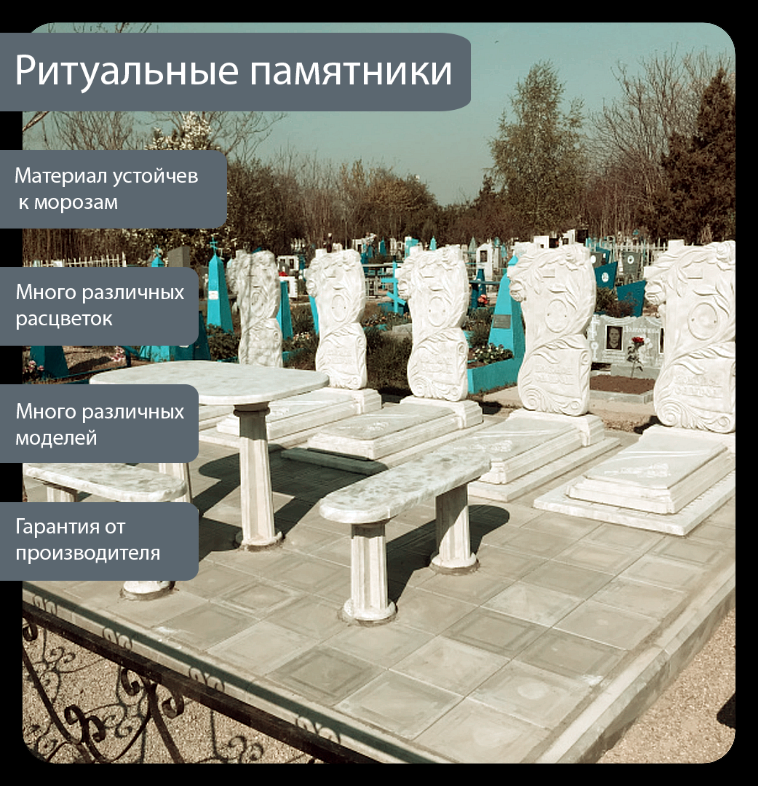 Ритуальные памятники
Материал устойчев
к морозам
Много различных
расцветок
Много различных
моделей
Гарантия от
производителя